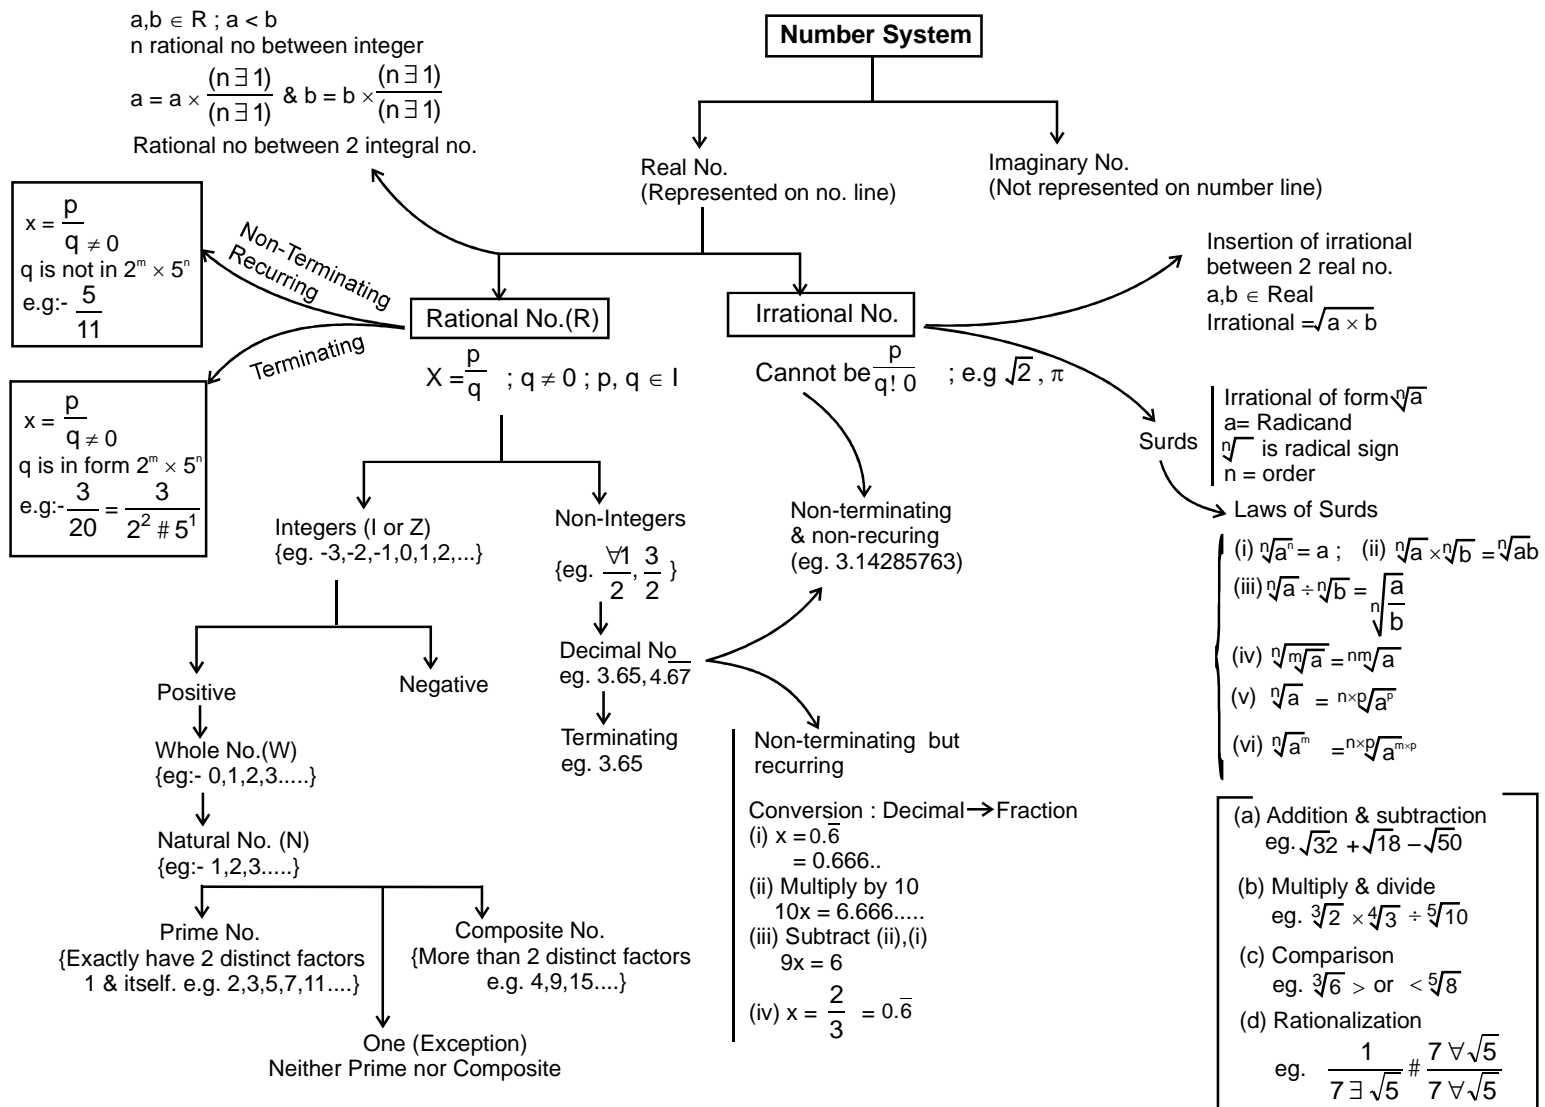 Number System
a,b ∈ R ; a < b
n rational no between integer
a = a × (n ∃ 1)/(n ∃ 1) & b = b × (n ∃ 1)/(n ∃ 1)
Rational no between 2 integral no.
Real No.
(Represented on no. line)
Imaginary No.
(Not represented on number line)
x = p/q ≠ 0
q is not in 2^m × 5^n
e.g:- 5/11
Non-Terminating
Recurring
Terminating
x = p/q ≠ 0
q is in form 2^m × 5^n
e.g:- 3/20 = 3/(2^2 # 5^1)
Rational No.(R)
X = p/q ; q ≠ 0 ; p, q ∈ I
Irrational No.
Cannot be p/q! 0 ; e.g √2 , π
Insertion of irrational
between 2 real no.
a,b ∈ Real
Irrational = √(a × b)
Surds
Irrational of form ⁿ√a
a= Radicand
ⁿ√ is radical sign
n = order
Integers (I or Z)
{eg. -3,-2,-1,0,1,2,...}
Non-Integers
{eg. ∀1/2, 3/2 }
Non-terminating
& non-recuring
(eg. 3.14285763)
Positive
Negative
Decimal No
eg. 3.65, 4.6̅7̅
Terminating
eg. 3.65
Whole No.(W)
{eg:- 0,1,2,3.....}
Natural No. (N)
{eg:- 1,2,3.....}
Prime No.
{Exactly have 2 distinct factors
1 & itself. e.g. 2,3,5,7,11....}
Composite No.
{More than 2 distinct factors
e.g. 4,9,15....}
One (Exception)
Neither Prime nor Composite
Non-terminating but
recurring
Conversion : Decimal → Fraction
(i) x = 0.6̅
= 0.666..
(ii) Multiply by 10
10x = 6.666.....
(iii) Subtract (ii),(i)
9x = 6
(iv) x = 2/3 = 0.6̅
Laws of Surds
(i) ⁿ√(aⁿ) = a ; (ii) ⁿ√a × ⁿ√b = ⁿ√ab
(iii) ⁿ√a ÷ ⁿ√b = ⁿ√(a/b)
(iv) ⁿ√(ᵐ√a) = ⁿᵐ√a
(v) ⁿ√a = ⁿˣᵖ√(a^p)
(vi) ⁿ√(a^m) = ⁿˣᵖ√(a^(m×p))
(a) Addition & subtraction
eg. √32 + √18 − √50
(b) Multiply & divide
eg. ³√2 × ⁴√3 ÷ ⁵√10
(c) Comparison
eg. ³√6 > or < ⁵√8
(d) Rationalization
eg. 1/(7 ∃ √5) # (7 ∀ √5)/(7 ∀ √5)